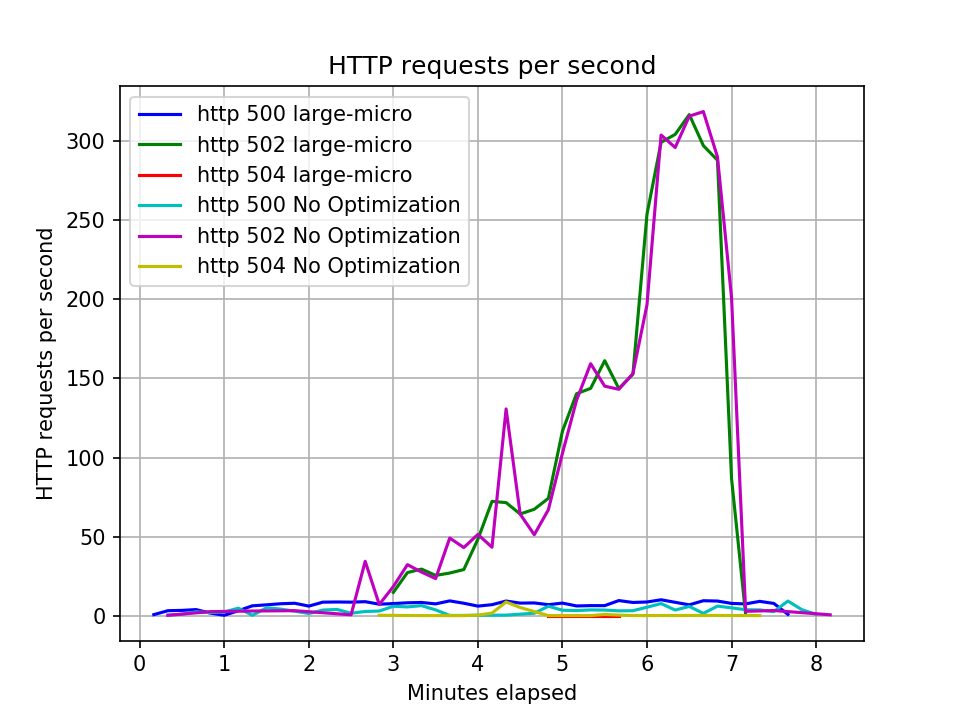 HTTP requests per second
http 500 large-micro
http 502 large-micro
http 504 large-micro
http 500 No Optimization
http 502 No Optimization
http 504 No Optimization
HTTP requests per second
300
250
200
150
100
50
0
0 1 2 3 4 5 6 7 8
Minutes elapsed